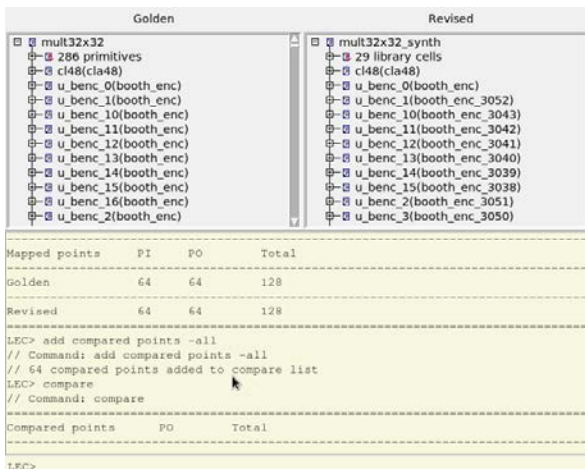 Golden
mult32x32
286 primitives
cl48(cla48)
u_benc_0(booth_enc)
u_benc_1(booth_enc)
u_benc_10(booth_enc)
u_benc_11(booth_enc)
u_benc_12(booth_enc)
u_benc_13(booth_enc)
u_benc_14(booth_enc)
u_benc_15(booth_enc)
u_benc_16(booth_enc)
u_benc_2(booth_enc)
Revised
mult32x32_synth
29 library cells
cl48(cla48)
u_benc_0(booth_enc)
u_benc_1(booth_enc_3052)
u_benc_10(booth_enc_3043)
u_benc_11(booth_enc_3042)
u_benc_12(booth_enc_3041)
u_benc_13(booth_enc_3040)
u_benc_14(booth_enc_3039)
u_benc_15(booth_enc_3038)
u_benc_2(booth_enc_3051)
u_benc_3(booth_enc_3050)
Mapped points PI PO Total
Golden 64 64 128
Revised 64 64 128
LEC> add compared points -all
// Command: add compared points -all
// 64 compared points added to compare list
LEC> compare
// Command: compare
Compared points PO Total
LEC>